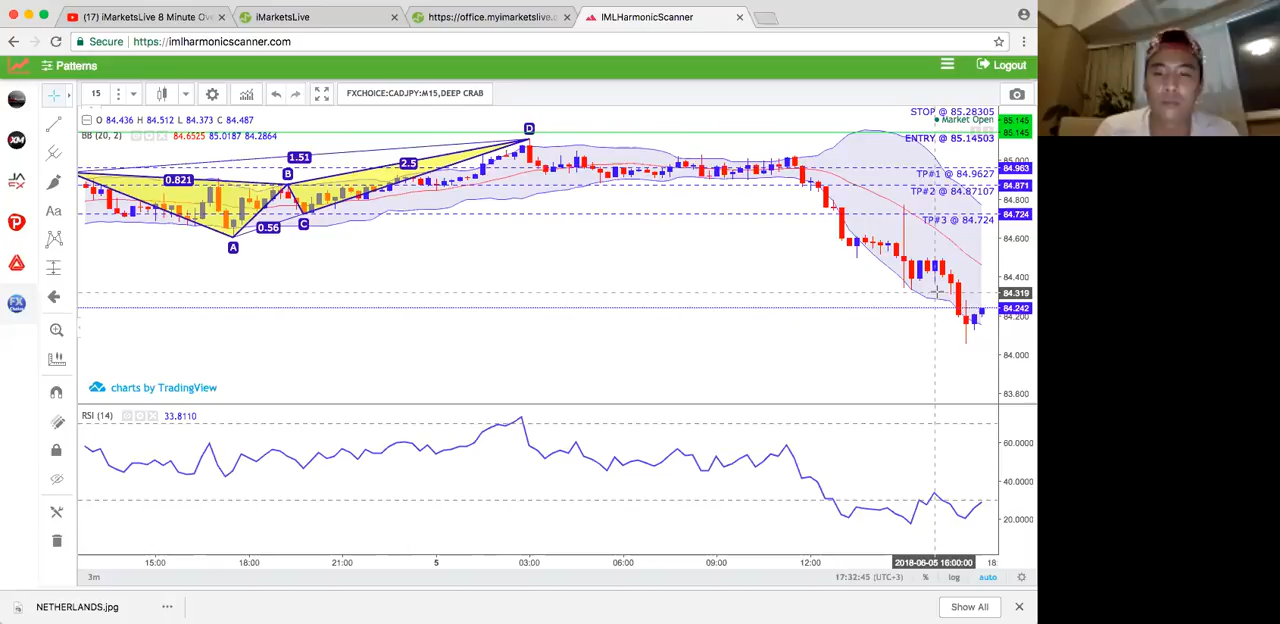 (17) iMarketsLive 8 Minute Ov
iMarketsLive
https://office.myimarketslive.
IMLHarmonicScanner
Secure https://imlharmonicscanner.com
Patterns
Logout
15
FXCHOICE:CADJPY:M15,DEEP CRAB
O 84.436 H 84.512 L 84.373 C 84.487
BB (20, 2) 84.6525 85.0187 84.2864
STOP @ 85.28305
Market Open
85.145
85.145
ENTRY @ 85.14503
85.000
TP#1 @ 84.9627
84.963
TP#2 @ 84.87107
84.871
84.800
TP#3 @ 84.724
84.724
84.600
84.400
84.319
84.242
84.200
84.000
83.800
D
1.51
2.5
B
0.821
C
0.56
A
XM
Aa
FX
charts by TradingView
RSI (14) 33.8110
60.0000
40.0000
20.0000
15:00 18:00 21:00 5 03:00 06:00 09:00 12:00 2018-06-05 16:00:00 18:
3m
17:32:45 (UTC+3) % log auto
NETHERLANDS.jpg
Show All